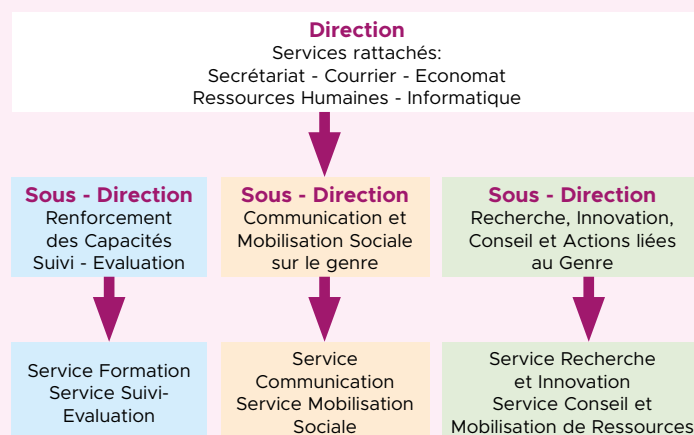 Direction
Services rattachés:
Secrétariat - Courrier - Economat
Ressources Humaines - Informatique
Sous - Direction
Renforcement
des Capacités
Suivi - Evaluation
Sous - Direction
Communication et
Mobilisation Sociale
sur le genre
Sous - Direction
Recherche, Innovation,
Conseil et Actions liées
au Genre
Service Formation
Service Suivi-
Evaluation
Service
Communication
Service Mobilisation
Sociale
Service Recherche
et Innovation
Service Conseil et
Mobilisation de Ressources